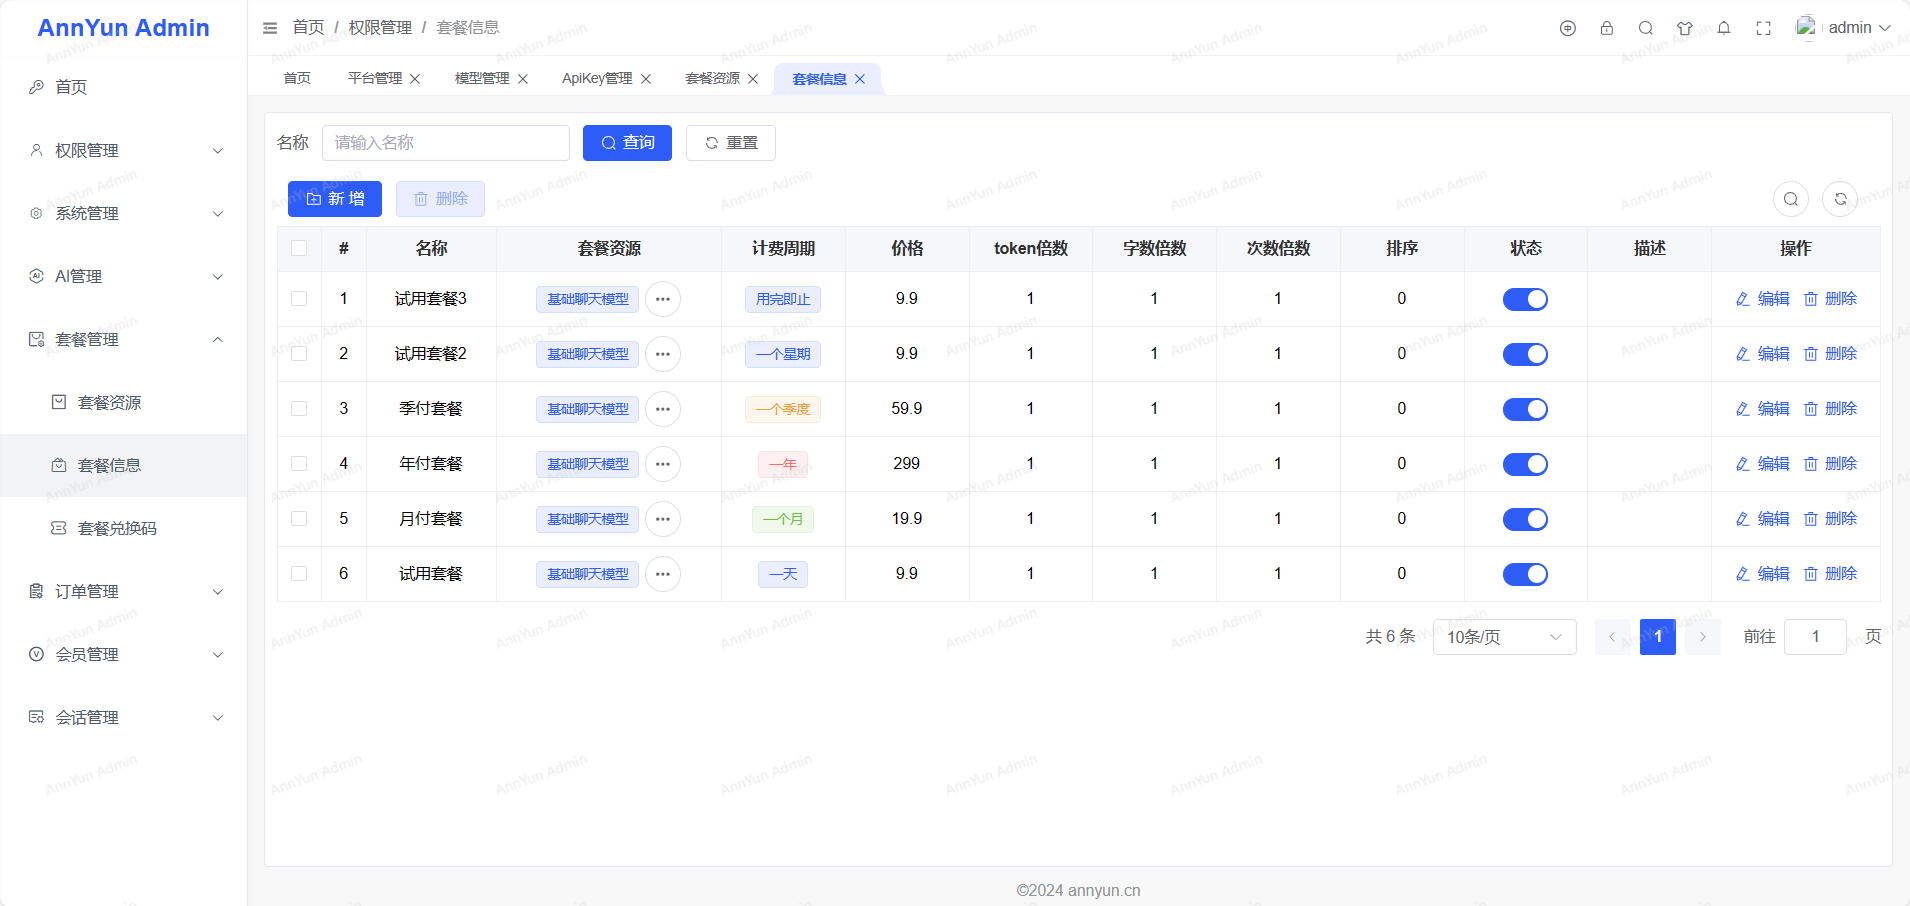 AnnYun Admin
首页
权限管理
系统管理
AI管理
套餐管理
套餐资源
套餐信息
套餐兑换码
订单管理
会员管理
会话管理
首页 / 权限管理 / 套餐信息
admin
首页 平台管理 模型管理 ApiKey管理 套餐资源 套餐信息
名称 请输入名称 查询 重置
新 增 删除
# 名称 套餐资源 计费周期 价格 token倍数 字数倍数 次数倍数 排序 状态 描述 操作
1 试用套餐3 基础聊天模型 用完即止 9.9 1 1 1 0 编辑 删除
2 试用套餐2 基础聊天模型 一个星期 9.9 1 1 1 0 编辑 删除
3 季付套餐 基础聊天模型 一个季度 59.9 1 1 1 0 编辑 删除
4 年付套餐 基础聊天模型 一年 299 1 1 1 0 编辑 删除
5 月付套餐 基础聊天模型 一个月 19.9 1 1 1 0 编辑 删除
6 试用套餐 基础聊天模型 一天 9.9 1 1 1 0 编辑 删除
共 6 条 10条/页 1 前往 1 页
©2024 annyun.cn